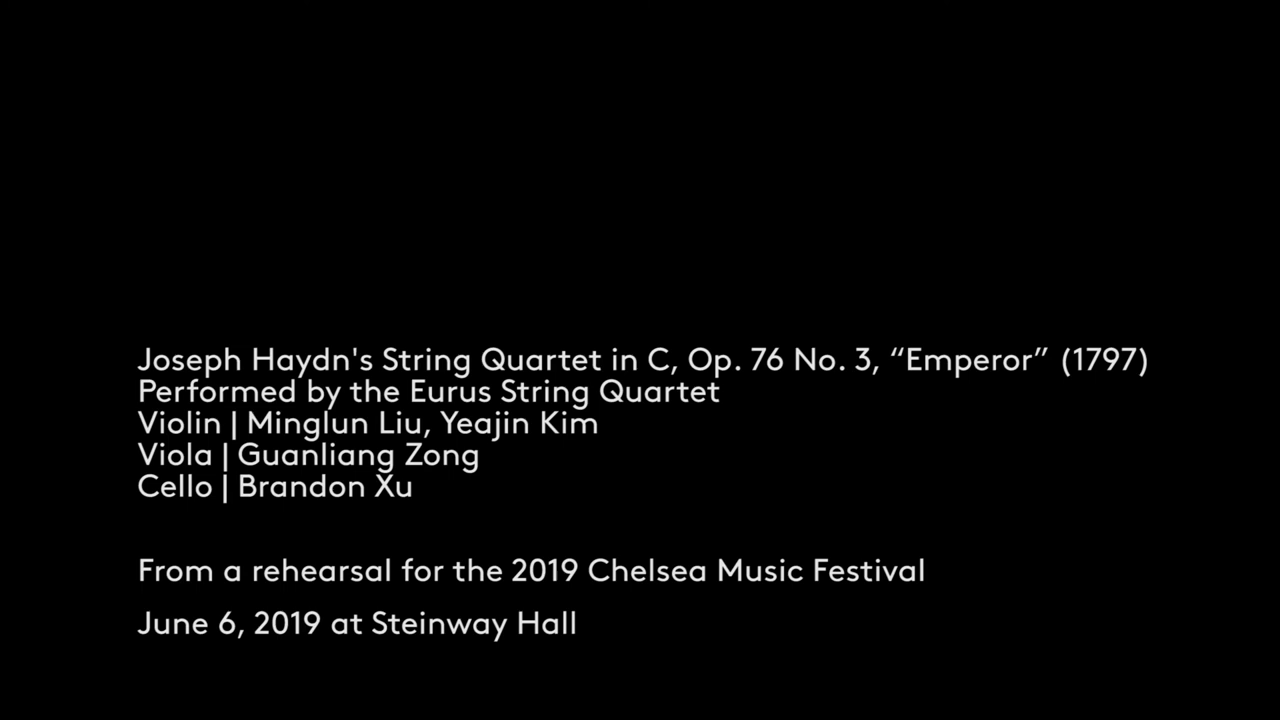 Joseph Haydn's String Quartet in C, Op. 76 No. 3, “Emperor” (1797)
Performed by the Eurus String Quartet
Violin | Minglun Liu, Yeajin Kim
Viola | Guanliang Zong
Cello | Brandon Xu
From a rehearsal for the 2019 Chelsea Music Festival
June 6, 2019 at Steinway Hall